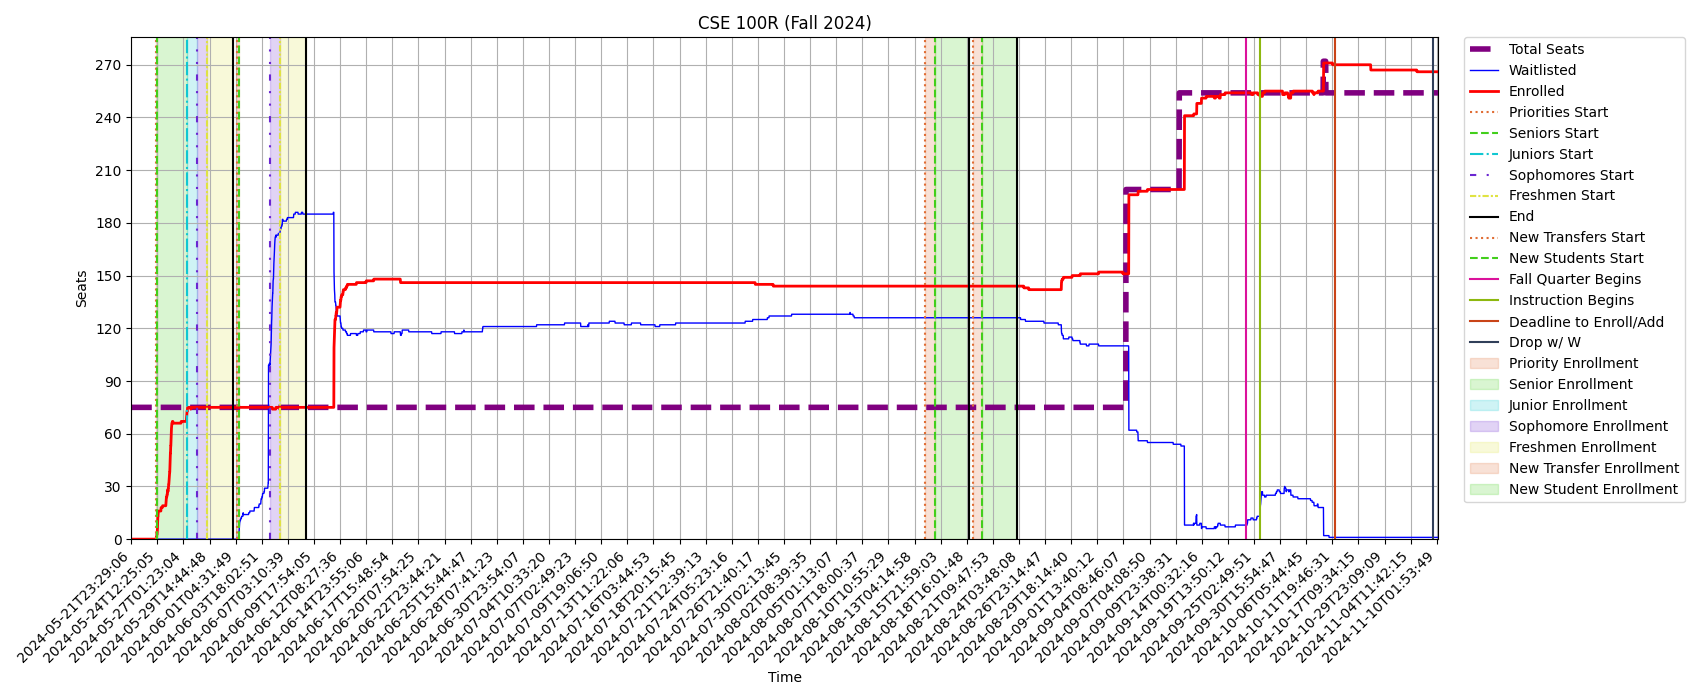 CSE 100R (Fall 2024)
Seats
270
240
210
180
150
120
90
60
30
0
2024-05-21T23:29:06
2024-05-24T12:25:05
2024-05-27T01:23:04
2024-05-29T14:44:48
2024-06-01T04:31:49
2024-06-03T18:02:51
2024-06-07T03:10:39
2024-06-09T17:54:05
2024-06-12T08:27:36
2024-06-14T23:55:06
2024-06-17T15:48:54
2024-06-20T07:54:25
2024-06-22T23:44:21
2024-06-25T15:44:47
2024-06-28T07:41:23
2024-06-30T23:54:07
2024-07-04T10:33:20
2024-07-07T02:49:23
2024-07-09T19:06:50
2024-07-13T11:22:06
2024-07-16T03:44:53
2024-07-18T20:15:45
2024-07-21T12:39:13
2024-07-24T05:23:16
2024-07-26T21:40:17
2024-07-30T02:13:45
2024-08-02T08:39:35
2024-08-05T01:13:07
2024-08-07T18:00:37
2024-08-10T10:55:29
2024-08-13T04:14:58
2024-08-15T21:59:03
2024-08-18T16:01:48
2024-08-21T09:47:53
2024-08-24T03:48:08
2024-08-26T23:14:47
2024-08-29T18:14:40
2024-09-01T13:40:12
2024-09-04T08:46:07
2024-09-07T04:08:50
2024-09-09T23:38:31
2024-09-14T00:32:16
2024-09-19T13:50:12
2024-09-25T02:49:51
2024-09-30T15:54:47
2024-10-06T05:44:45
2024-10-11T19:46:31
2024-10-17T09:34:15
2024-10-29T23:09:09
2024-11-04T11:42:15
2024-11-10T01:53:49
Time
Total Seats
Waitlisted
Enrolled
Priorities Start
Seniors Start
Juniors Start
Sophomores Start
Freshmen Start
End
New Transfers Start
New Students Start
Fall Quarter Begins
Instruction Begins
Deadline to Enroll/Add
Drop w/ W
Priority Enrollment
Senior Enrollment
Junior Enrollment
Sophomore Enrollment
Freshmen Enrollment
New Transfer Enrollment
New Student Enrollment